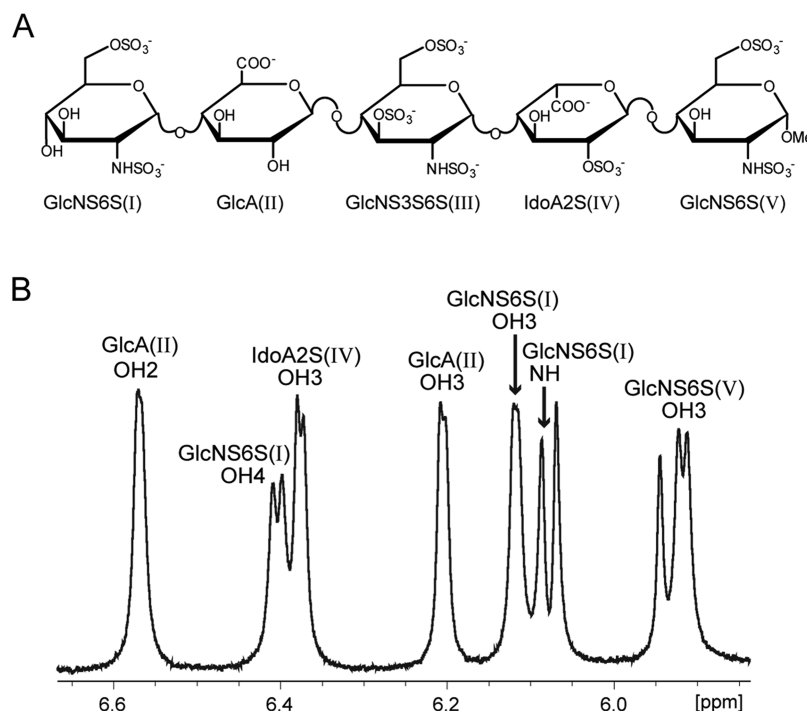 A
OSO₃⁻
COO⁻
OSO₃⁻
OSO₃⁻
O
O
O
O
O
OH
OH
OSO₃⁻
OH
COO⁻
OH
O
O
O
O
OMe
OH
NHSO₃⁻
OH
NHSO₃⁻
OSO₃⁻
NHSO₃⁻
GlcNS6S(I) GlcA(II) GlcNS3S6S(III) IdoA2S(IV) GlcNS6S(V)
B
GlcNS6S(I)
OH3
GlcA(II)
OH2
IdoA2S(IV)
OH3
GlcA(II)
OH3
GlcNS6S(I)
NH
GlcNS6S(V)
OH3
GlcNS6S(I)
OH4
6.6 6.4 6.2 6.0 [ppm]